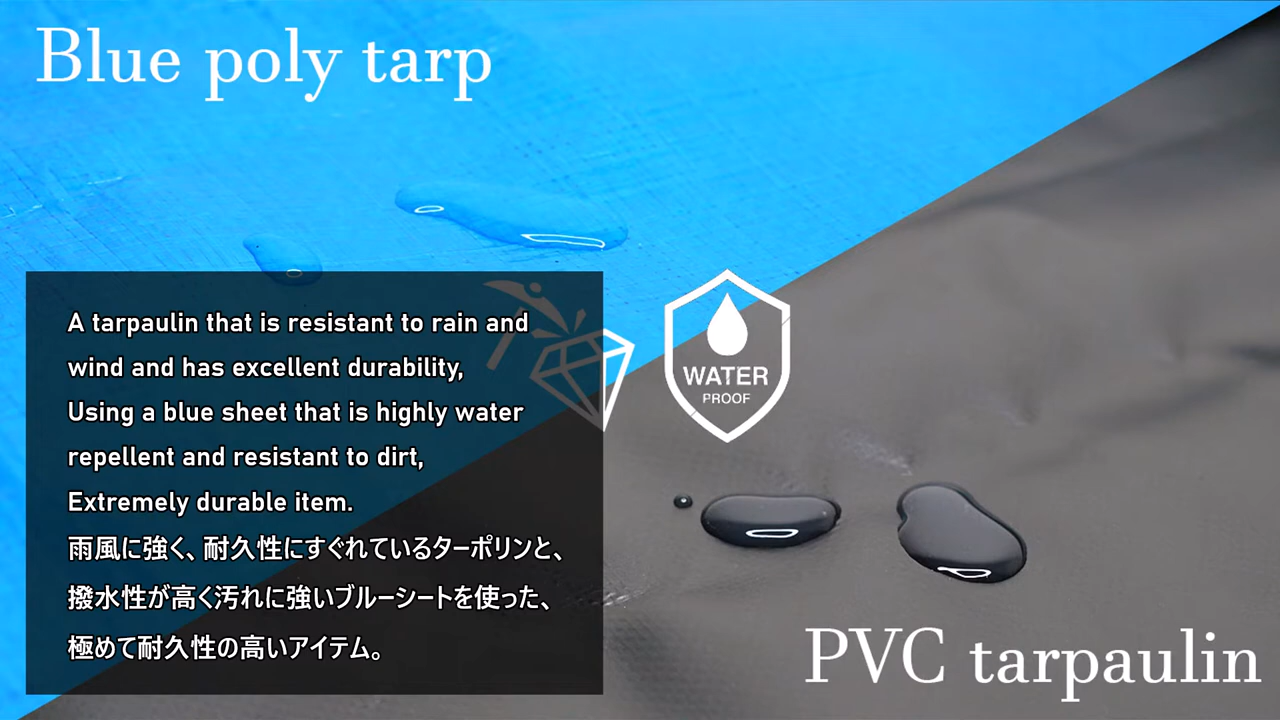 Blue poly tarp
A tarpaulin that is resistant to rain and
wind and has excellent durability,
Using a blue sheet that is highly water
repellent and resistant to dirt,
Extremely durable item.
雨風に強く、耐久性にすぐれているターポリンと、
撥水性が高く汚れに強いブルーシートを使った、
極めて耐久性の高いアイテム。
WATER
PROOF
PVC tarpaulin